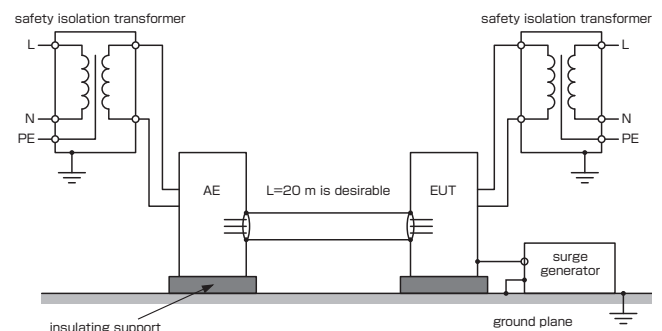 safety isolation transformer
safety isolation transformer
L
L
N
N
PE
PE
AE
L=20 m is desirable
EUT
surge
generator
insulating support
ground plane